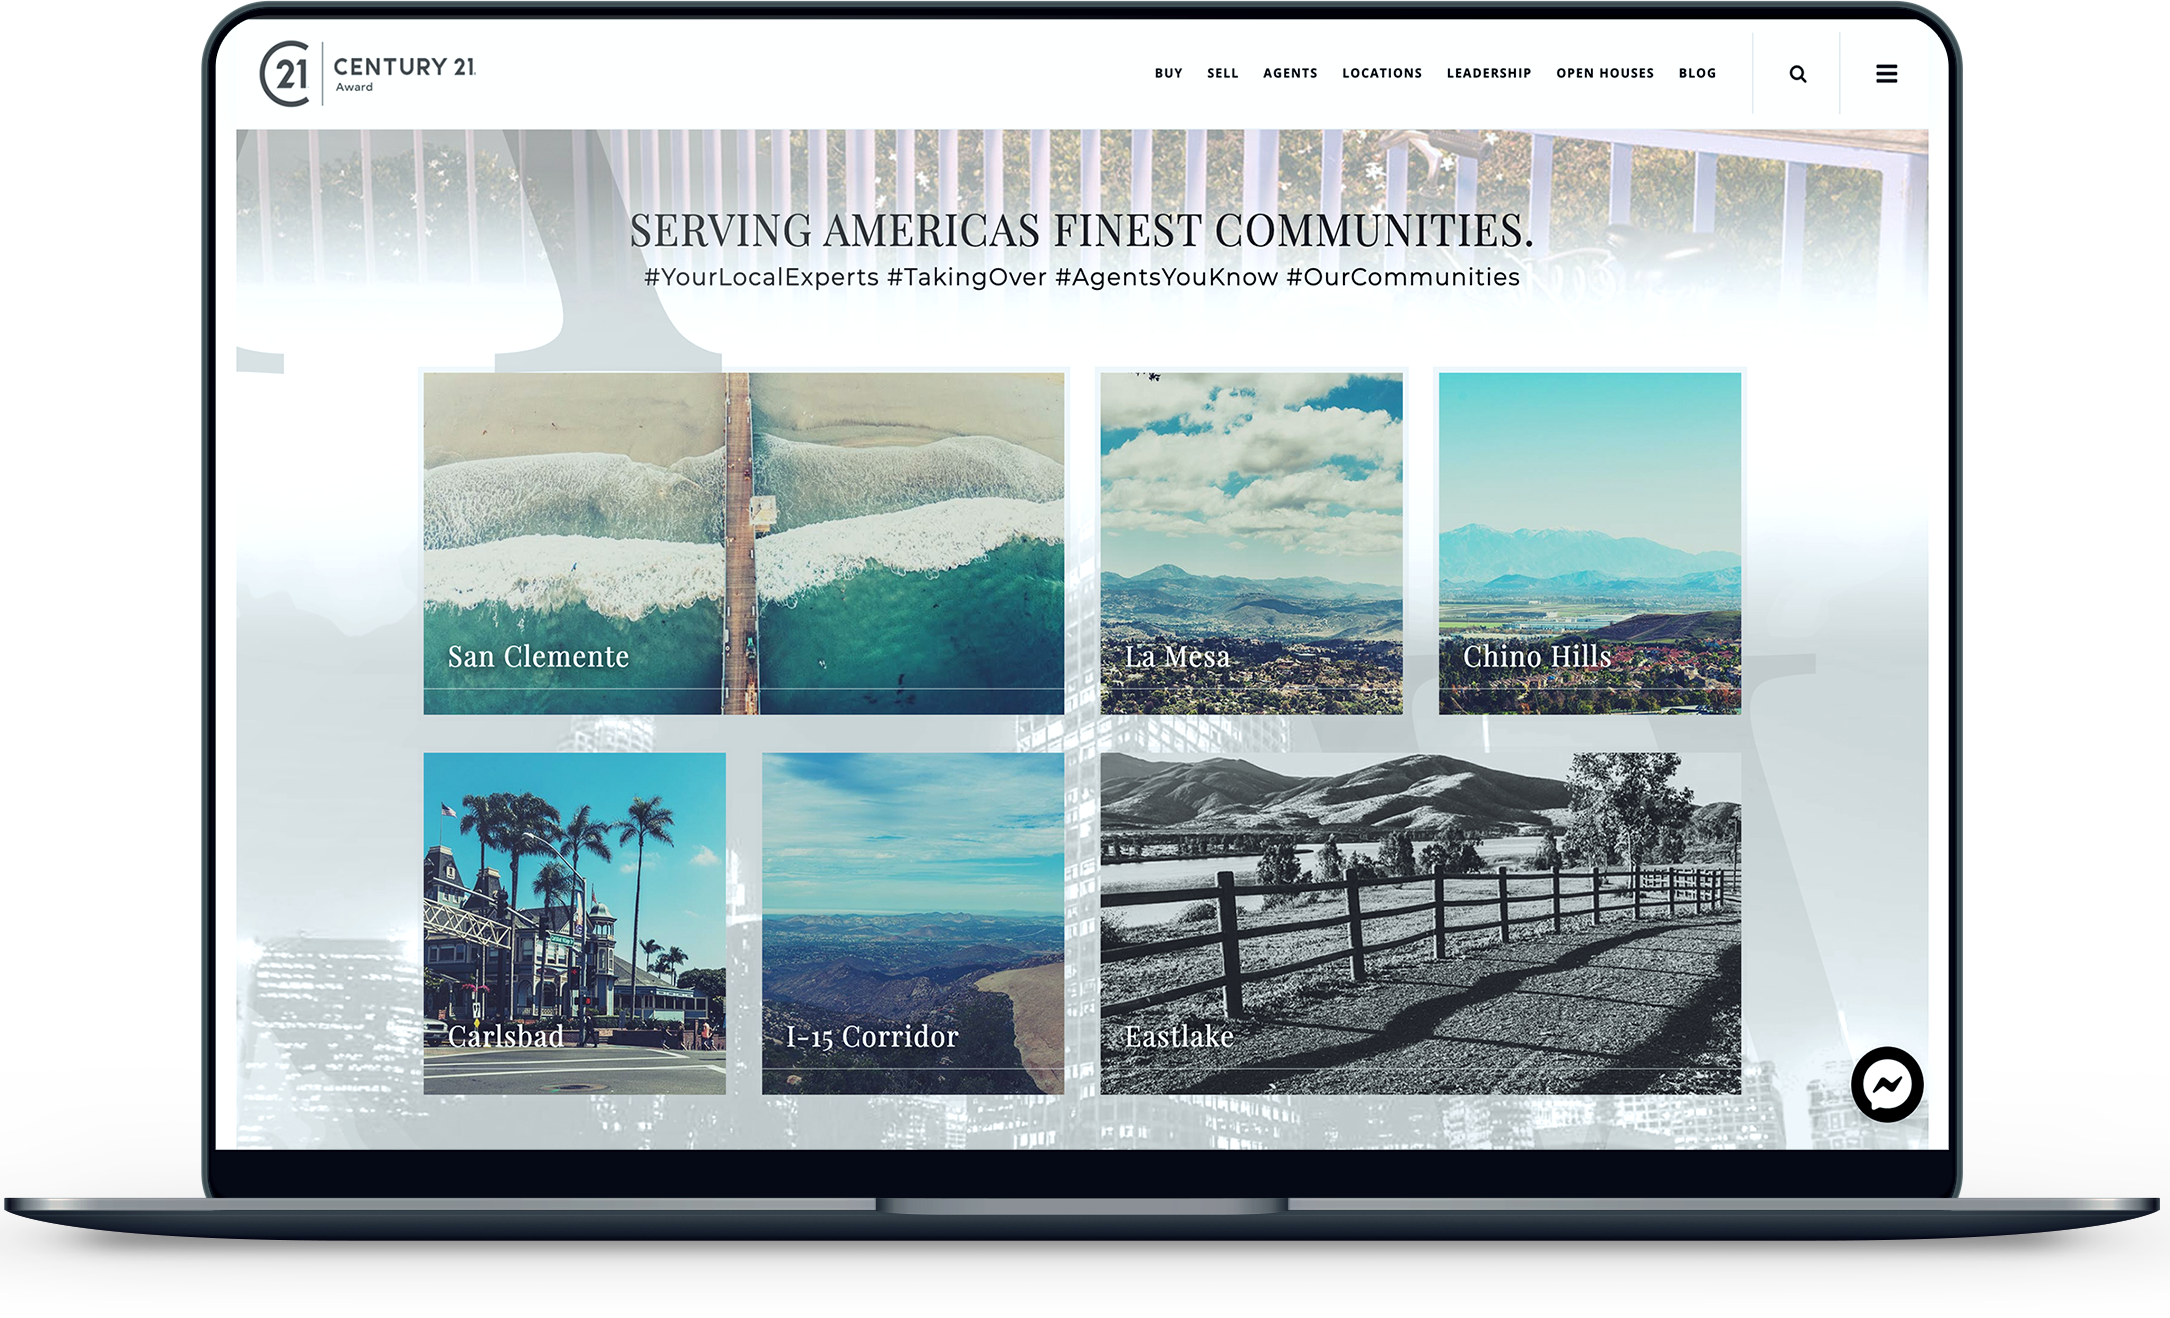 21
CENTURY 21
Award
BUY SELL AGENTS LOCATIONS LEADERSHIP OPEN HOUSES BLOG
SERVING AMERICAS FINEST COMMUNITIES.
#YourLocalExperts #TakingOver #AgentsYouKnow #OurCommunities
San Clemente
La Mesa
Chino Hills
Carlsbad
I-15 Corridor
Eastlake